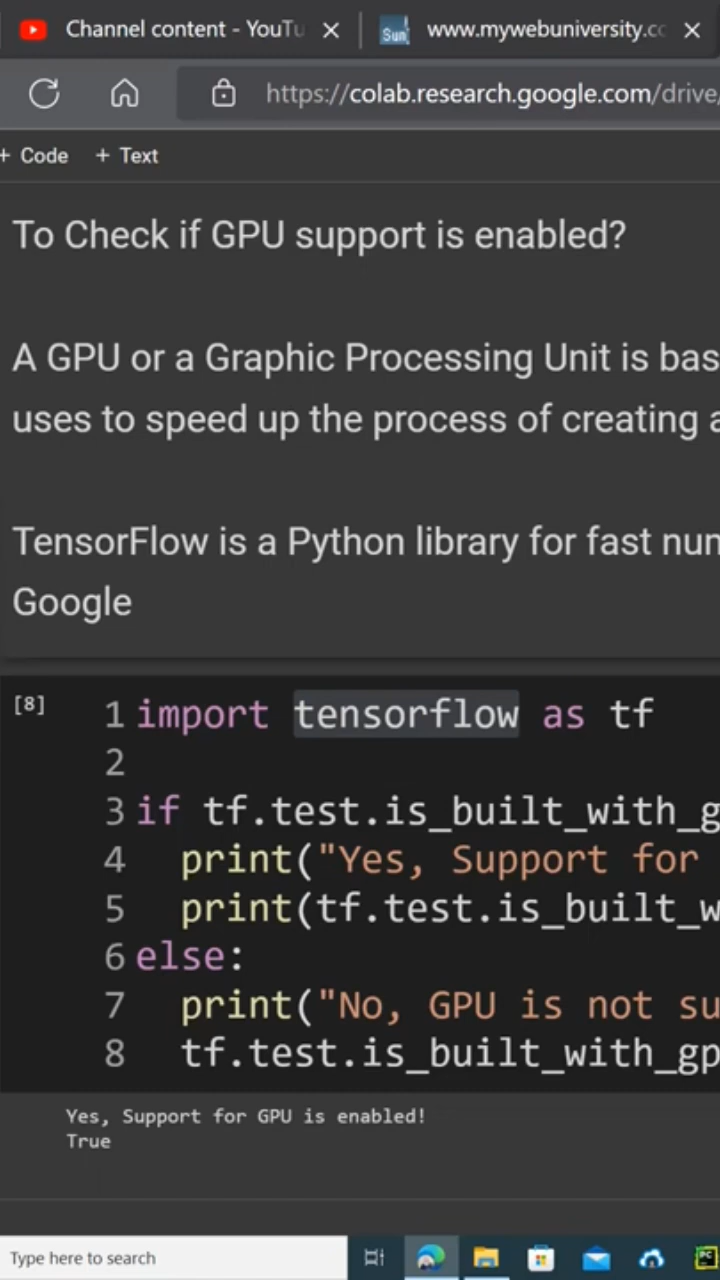 Channel content - YouTu
www.mywebuniversity.cc
https://colab.research.google.com/drive/
+ Code + Text
To Check if GPU support is enabled?
A GPU or a Graphic Processing Unit is bas
uses to speed up the process of creating a
TensorFlow is a Python library for fast num
Google
[8]
1 import tensorflow as tf
2
3 if tf.test.is_built_with_g
4 print("Yes, Support for
5 print(tf.test.is_built_w
6 else:
7 print("No, GPU is not su
8 tf.test.is_built_with_gp
Yes, Support for GPU is enabled!
True
Type here to search